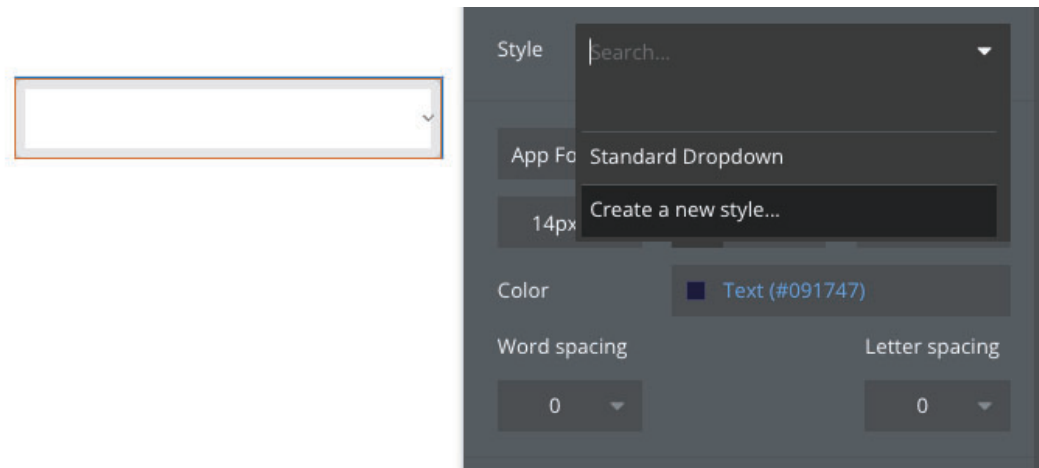 Style Search...
App Fo Standard Dropdown
Create a new style...
14px
Color Text (#091747)
Word spacing Letter spacing
0 0